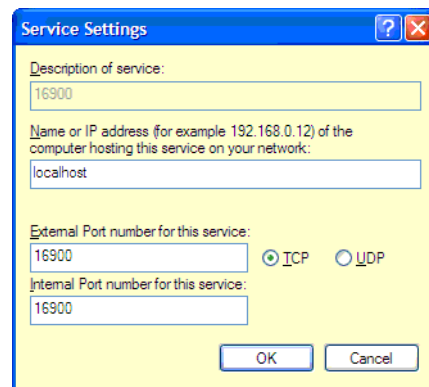 Service Settings
Description of service:
16900
Name or IP address (for example 192.168.0.12) of the
computer hosting this service on your network:
localhost
External Port number for this service:
16900 TCP UDP
Internal Port number for this service:
16900
OK Cancel